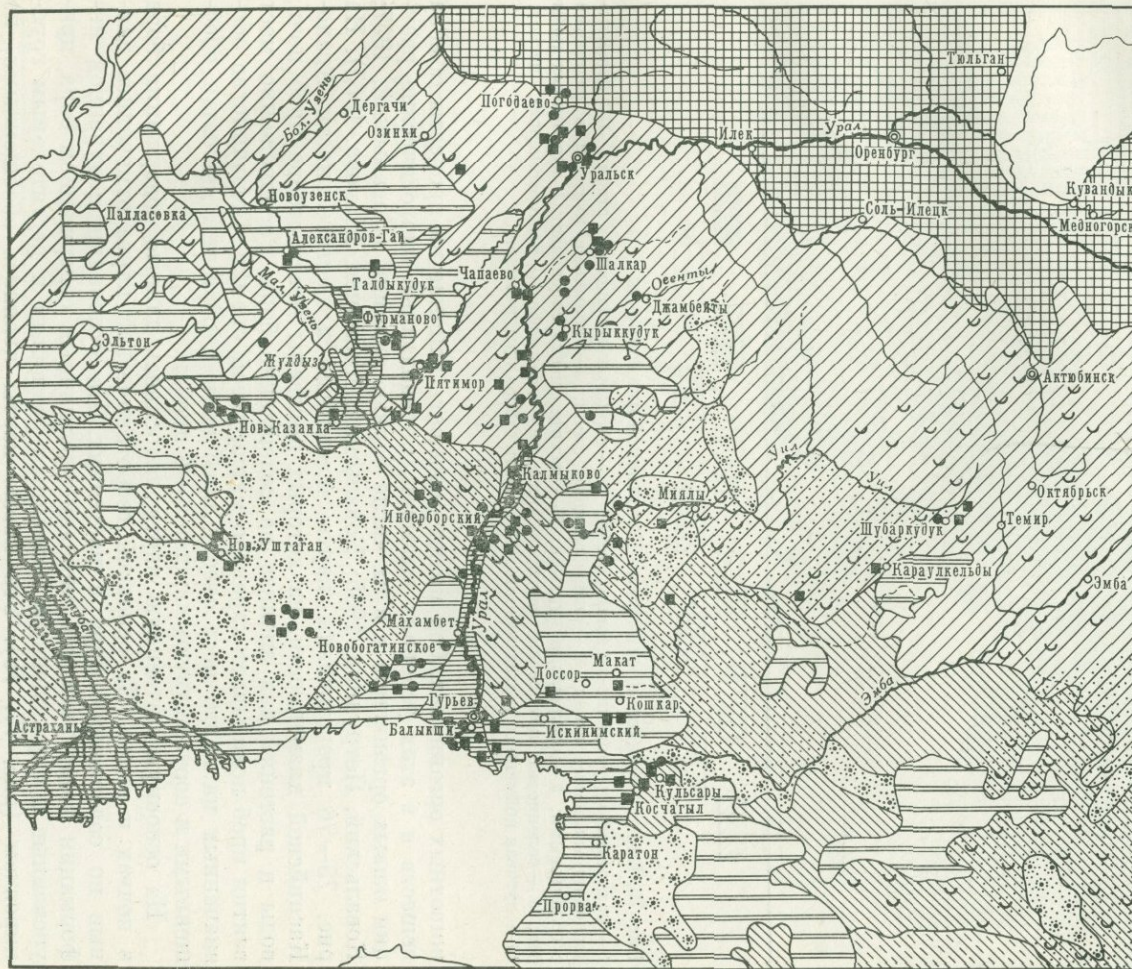 Тюльган
Дергачи
Бол. Узень
Погодаево
Озинки
Илек
Урал
Оренбург
Уральск
Кувандык
Новоузенск
Соль-Илецк
Медногорск
Палласовка
Александров-Гай
Шалкар
Чапаево
Талдыкудук
Мал. Узень
Джамбейты
Фурманово
Кырыккудук
Эльтон
Жулдыз
Пятимор
Актюбинск
Нов. Казанка
Уил
Калмыково
Уил
Октябрьск
Миялы
Индерборский
Темир
Шубаркудук
Нов. Уштаган
Караулкельды
Эмба
Волга
Урал
Махамбет
Новобогатинское
Макат
Доссор
Эмба
Кошкар
Гурьев
Астрахань
Балыкши
Искинимский
Кульсары
Косчагыл
Каратон
Прорва